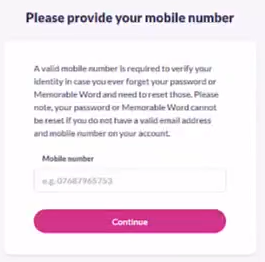 Please provide your mobile number
A valid mobile number is required to verify your
identity in case you ever forget your password or
Memorable Word and need to reset those. Please
note, your password or Memorable Word cannot
be reset if you do not have a valid email address
and mobile number on your account.
Mobile number
e.g. 07687965753
Continue